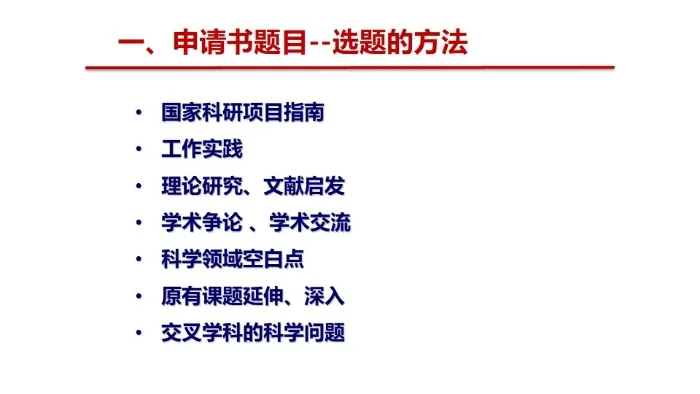 一、申请书题目--选题的方法
• 国家科研项目指南
• 工作实践
• 理论研究、文献启发
• 学术争论 、学术交流
• 科学领域空白点
• 原有课题延伸、深入
• 交叉学科的科学问题